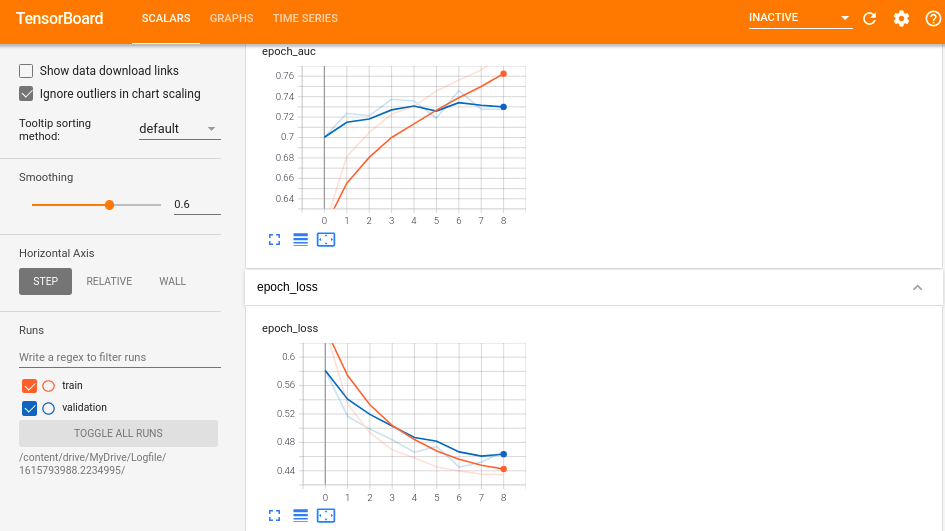 TensorBoard
SCALARS
GRAPHS
TIME SERIES
INACTIVE
Show data download links
Ignore outliers in chart scaling
Tooltip sorting
method:
default
Smoothing
0.6
Horizontal Axis
STEP
RELATIVE
WALL
Runs
Write a regex to filter runs
train
validation
TOGGLE ALL RUNS
/content/drive/MyDrive/Logfile/
1615793988.2234995/
epoch_auc
0.76
0.74
0.72
0.7
0.68
0.66
0.64
0 1 2 3 4 5 6 7 8
epoch_loss
epoch_loss
0.6
0.56
0.52
0.48
0.44
0 1 2 3 4 5 6 7 8